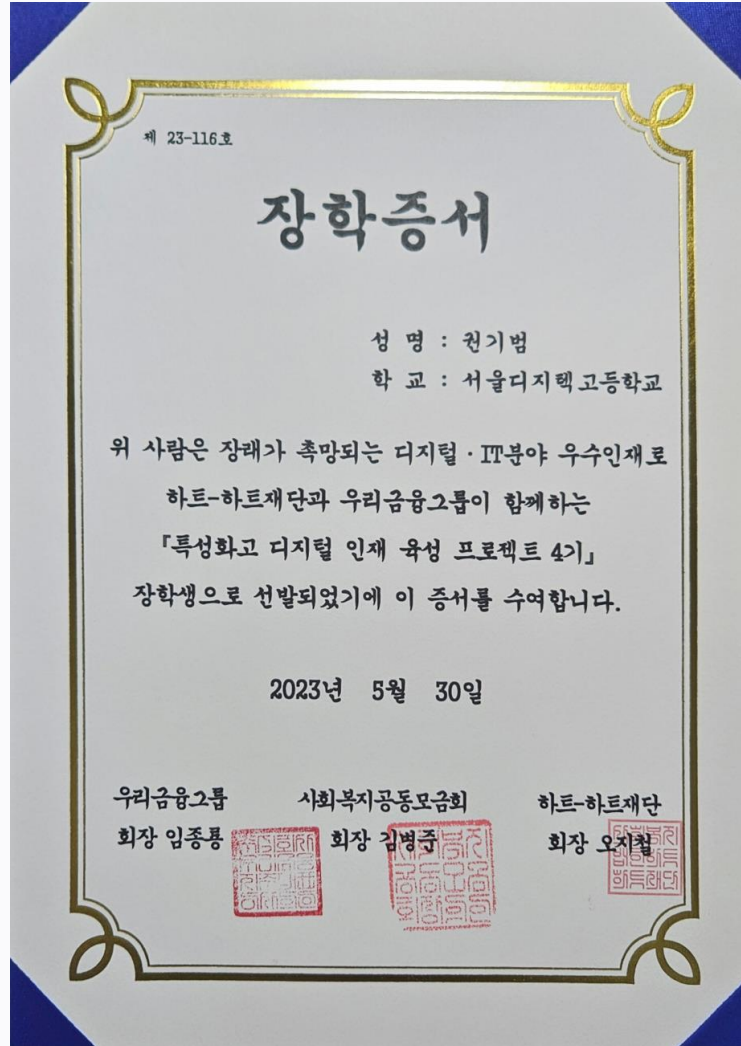 제 23-116호
장학증서
성 명 : 권기범
학 교 : 서울디지텍고등학교
위 사람은 장래가 촉망되는 디지털·IT분야 우수인재로
하트-하트재단과 우리금융그룹이 함께하는
『특성화고 디지털 인재 육성 프로젝트 4기』
장학생으로 선발되었기에 이 증서를 수여합니다.
2023년 5월 30일
우리금융그룹 사회복지공동모금회 하트-하트재단
회장 임종룡 회장 김병준 회장 오지철